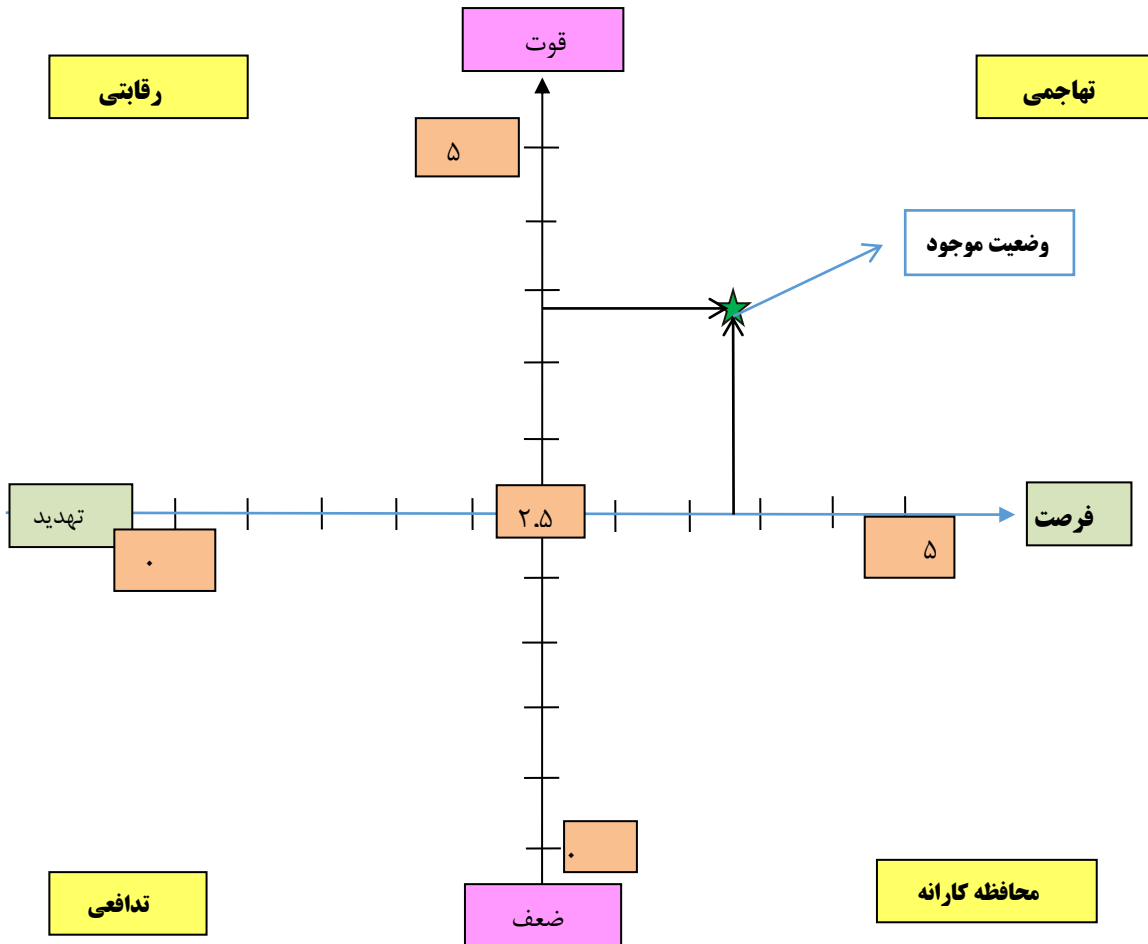 قوت
رقابتی
تهاجمی
۵
وضعیت موجود
تهدید
۲.۵
فرصت
۰
۵
۰
محافظه کارانه
تدافعی
ضعف